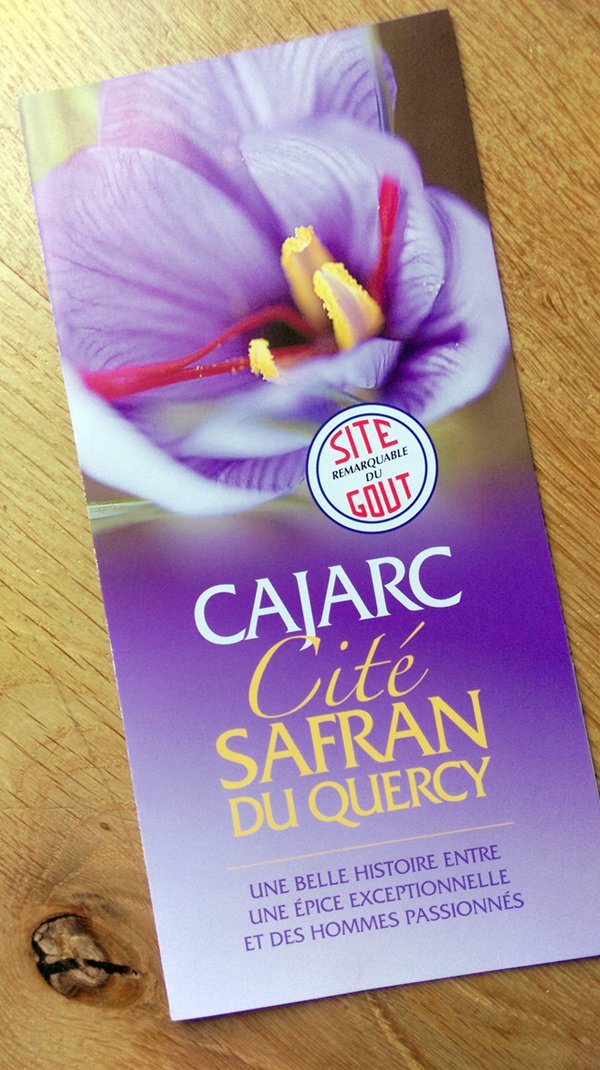 SITE
REMARQUABLE
DU
GOUT
CAJARC
Cité
SAFRAN
DU QUERCY
UNE BELLE HISTOIRE ENTRE
UNE ÉPICE EXCEPTIONNELLE
ET DES HOMMES PASSIONNÉS